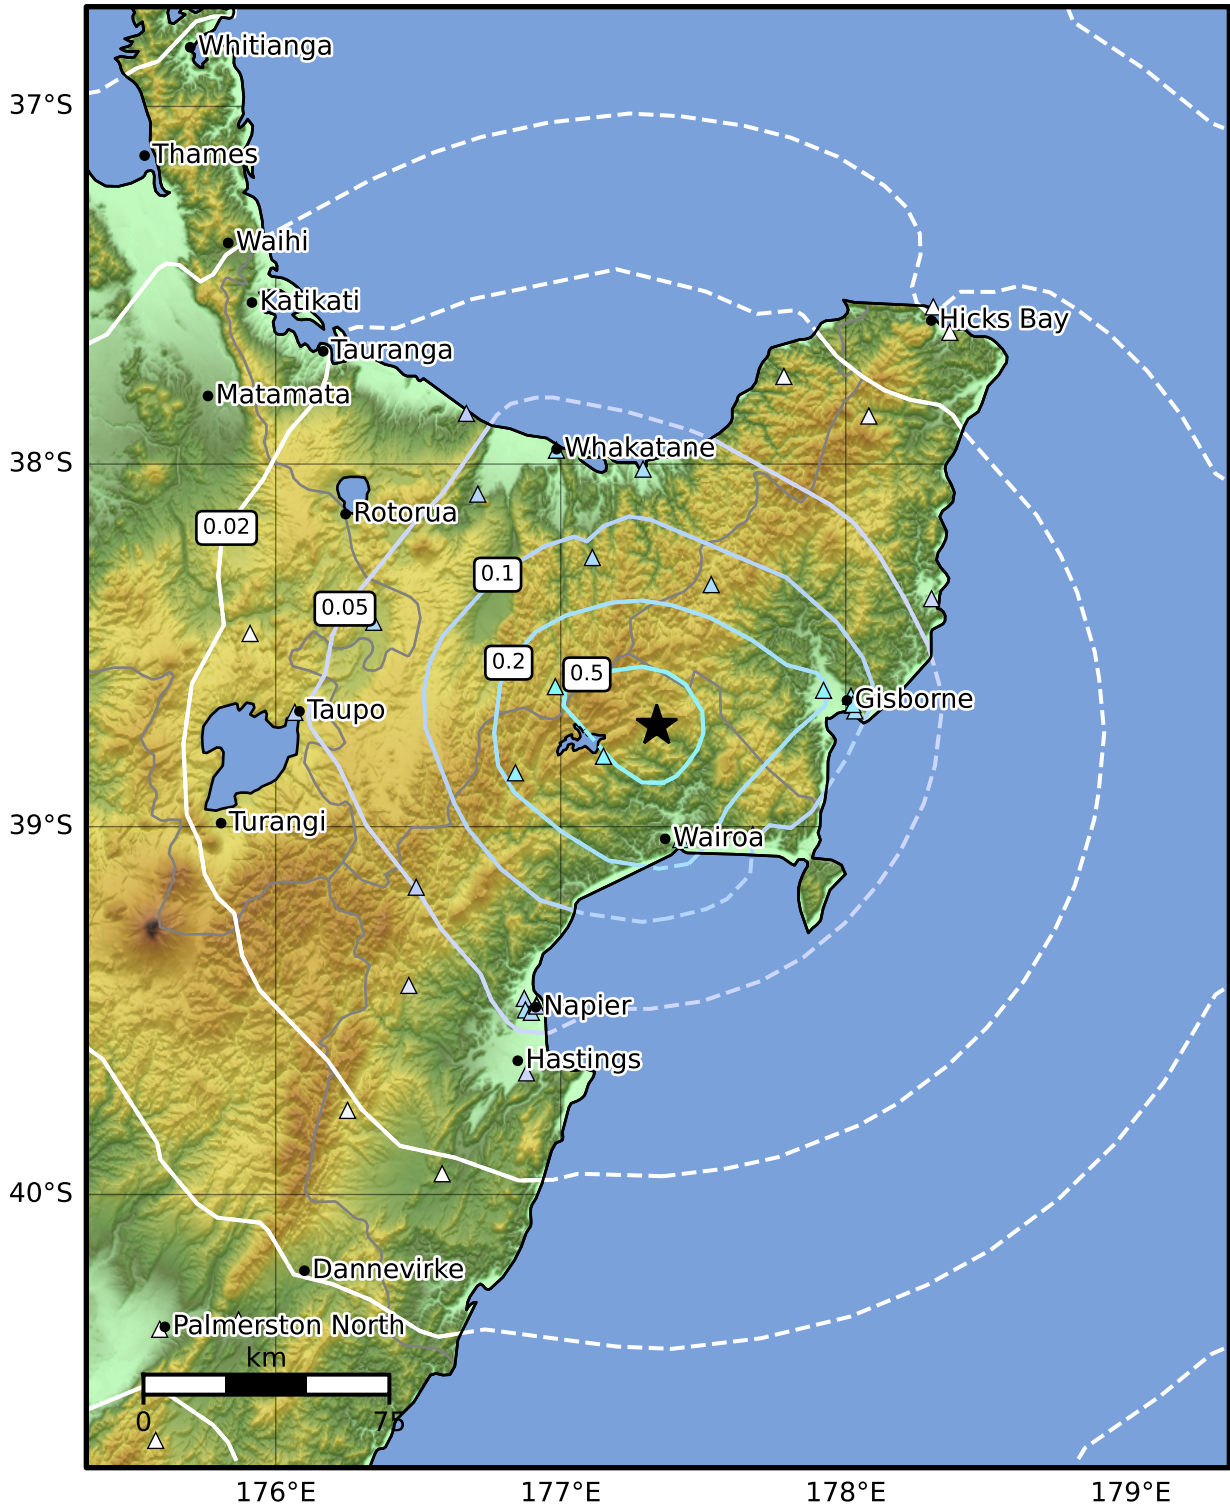 Whitianga
37°S
Thames
Waihi
Katikati
Hicks Bay
Tauranga
Matamata
Whakatane
38°S
Rotorua
0.02
0.1
0.05
0.2
0.5
Gisborne
Taupo
Turangi
39°S
Wairoa
Napier
Hastings
40°S
Dannevirke
Palmerston North
km
0
75
176°E
177°E
178°E
179°E